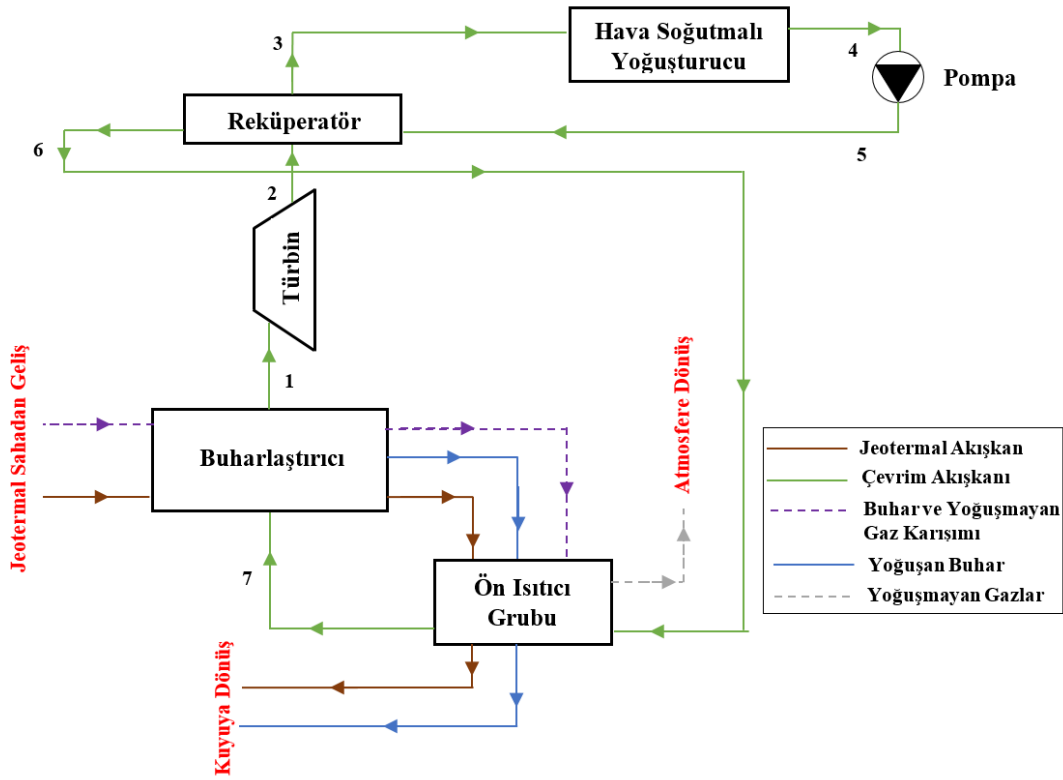 3
Hava Soğutmalı
Yoğuşturucu
4
Pompa
Reküperatör
6
5
2
Türbin
1
Jeotermal Sahadan Geliş
Buharlaştırıcı
Atmosfere Dönüş
Jeotermal Akışkan
Çevrim Akışkanı
Buhar ve Yoğuşmayan
Gaz Karışımı
Yoğuşan Buhar
Yoğuşmayan Gazlar
7
Ön Isıtıcı
Grubu
Kuyuya Dönüş